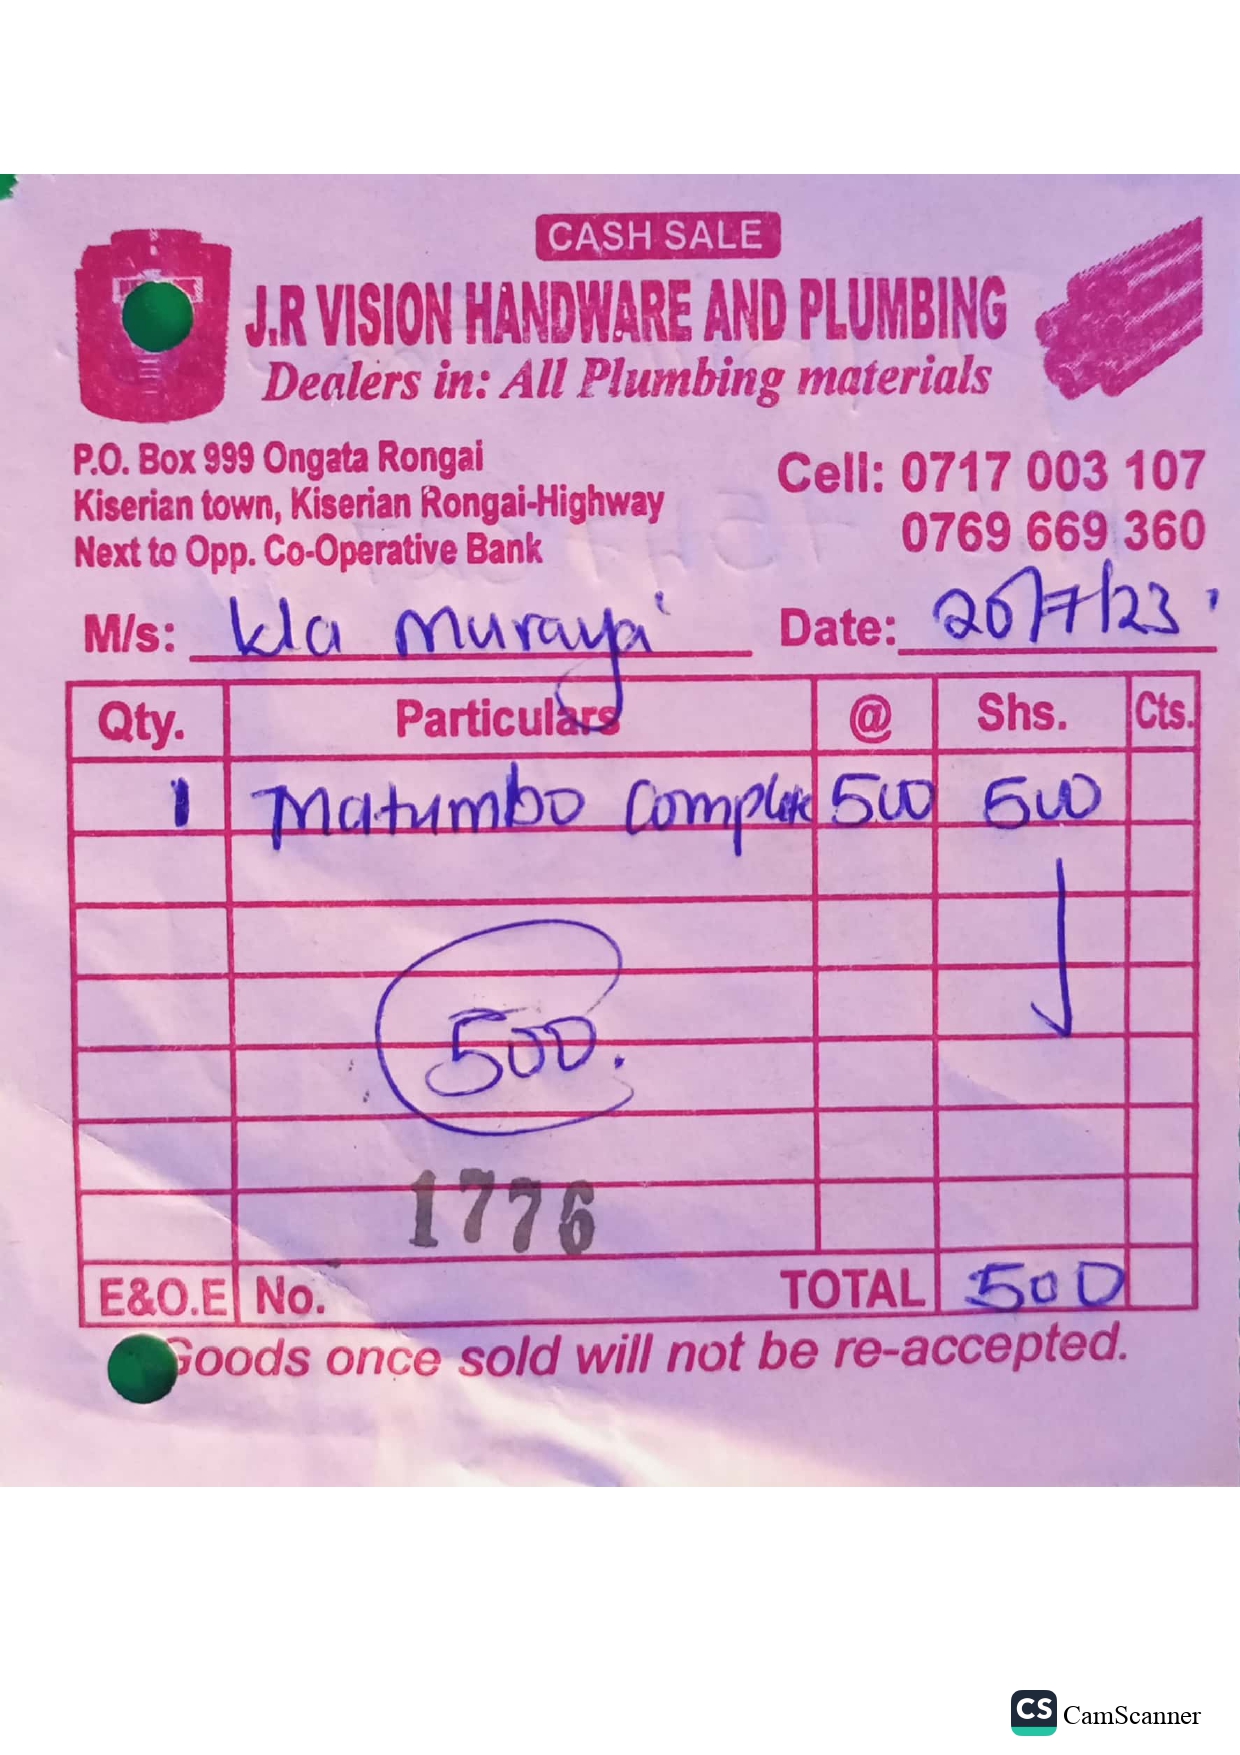 CASH SALE
J.R VISION HANDWARE AND PLUMBING
Dealers in: All Plumbing materials
P.O. Box 999 Ongata Rongai
Kiserian town, Kiserian Rongai-Highway
Next to Opp. Co-Operative Bank
Cell: 0717 003 107
0769 669 360
M/s: kla Murayi Date: 20/7/23
Qty. Particulars @ Shs. Cts.
1 Matumbo Complete 500 500
500.
1776
E&O.E No. TOTAL 500
Goods once sold will not be re-accepted.
CS CamScanner